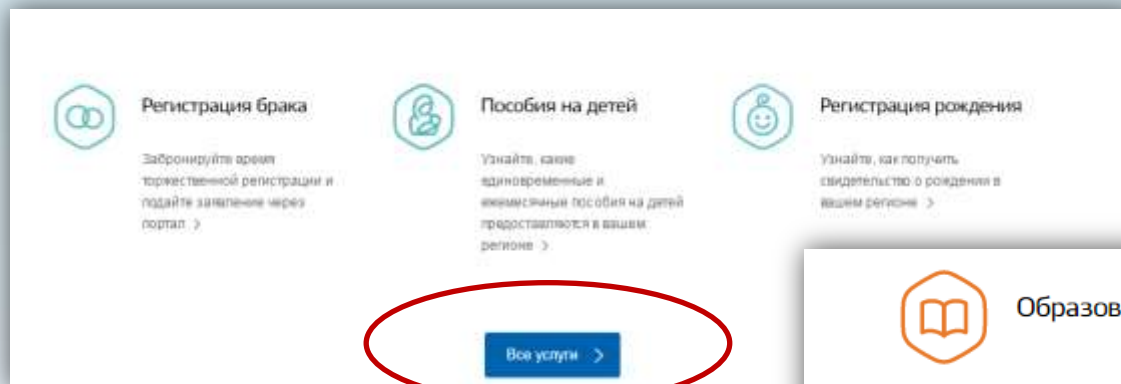 Регистрация брака
Забронируйте время
торжественной регистрации и
подайте заявление через
портал >
Пособия на детей
Узнайте, какие
единовременные и
ежемесячные пособия на детей
предоставляются в вашем
регионе >
Регистрация рождения
Узнайте, как получить
свидетельство о рождении в
вашем регионе >
Все услуги >
Образов